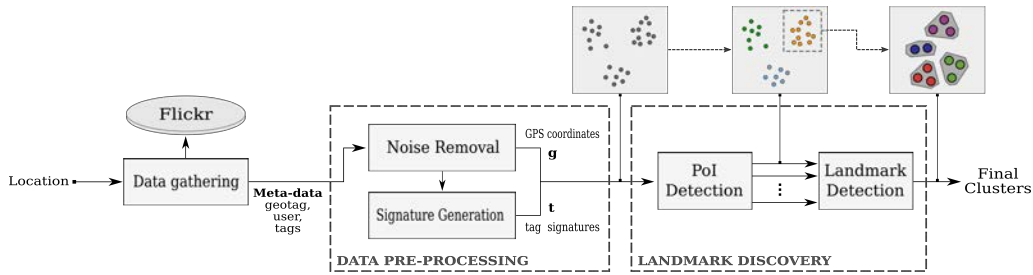 Flickr
Location
Data gathering
Meta-data
geotag,
user,
tags
Noise Removal
Signature Generation
GPS coordinates
g
t
tag signatures
DATA PRE-PROCESSING
PoI
Detection
Landmark
Detection
LANDMARK DISCOVERY
Final
Clusters